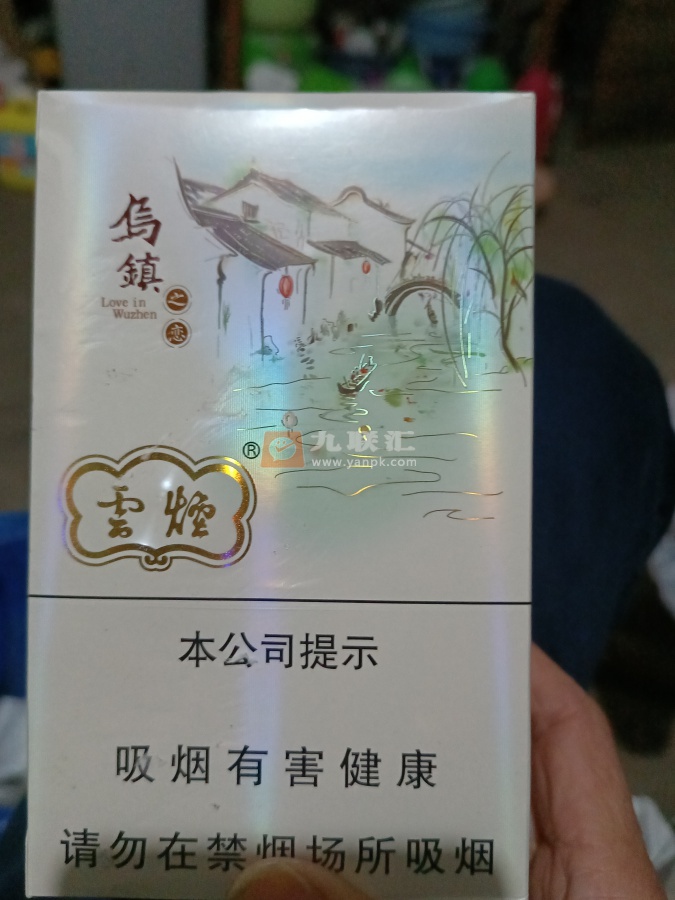 烏
鎮
之
恋
Love in
Wuzhen
®
九联汇
www.yanpk.com
雲煙
本公司提示
吸烟有害健康
请勿在禁烟场所吸烟